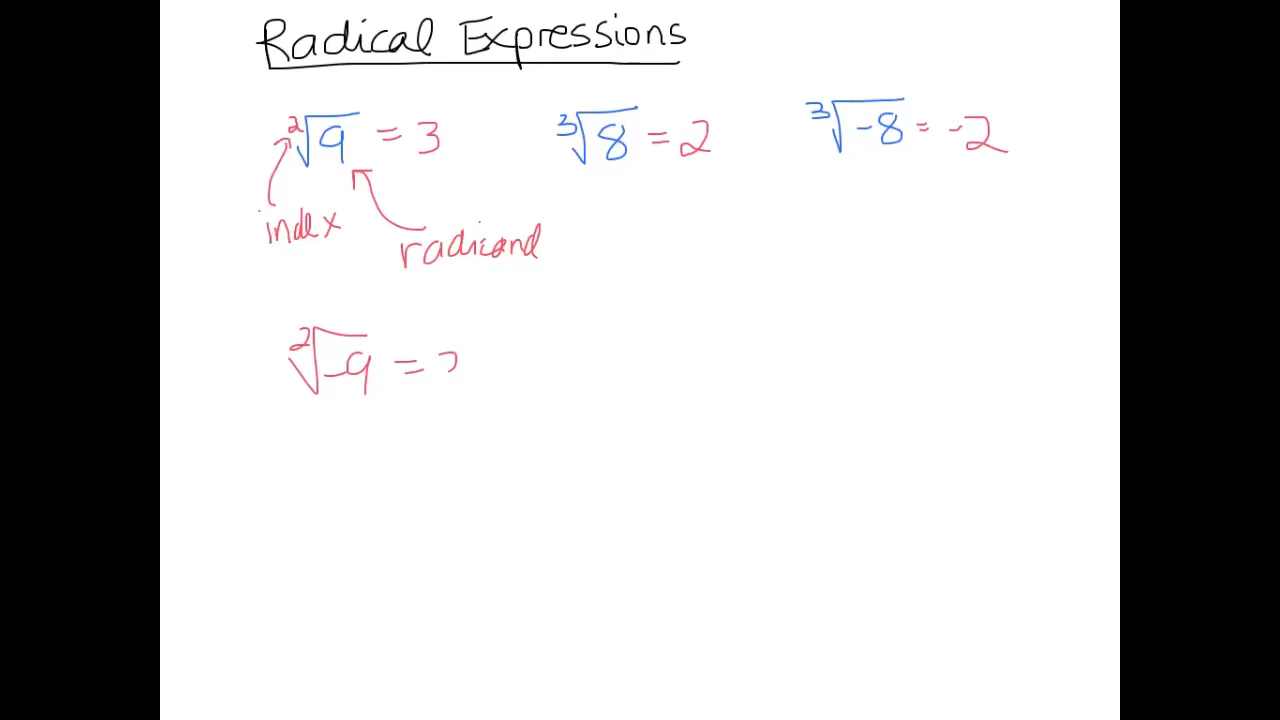 Radical Expressions
²√9 = 3 ³√8 = 2 ³√-8 = -2
index radicand
²√-9 =